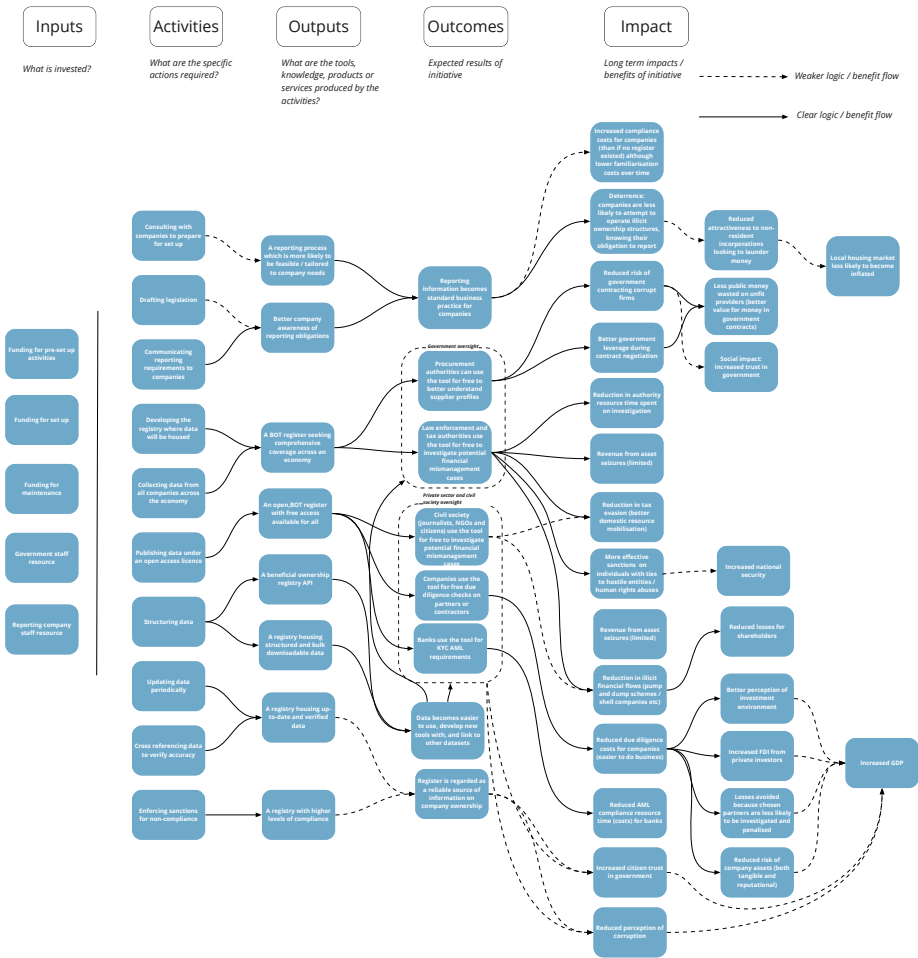 Inputs
Activities
Outputs
Outcomes
Impact
What is invested?
What are the specific
actions required?
What are the tools,
knowledge, products or
services produced by the
activities?
Expected results of
initiative
Long term impacts /
benefits of initiative
Weaker logic / benefit flow
Clear logic / benefit flow
Funding for pre-set up
activities
Funding for set up
Funding for
maintenance
Government staff
resource
Reporting company
staff resource
Consulting with
companies to prepare
for set up
Drafting legislation
Communicating
reporting
requirements to
companies
Developing the
registry where data
will be housed
Collecting data from
all companies across
the economy
Publishing data under
an open access licence
Structuring data
Updating data
periodically
Cross referencing data
to verify accuracy
Enforcing sanctions
for non-compliance
A reporting process
which is more likely to
be feasible / tailored
to company needs
Better company
awareness of
reporting obligations
A BOT register seeking
comprehensive
coverage across an
economy
An open,BOT register
with free access
available for all
A beneficial ownership
registry API
A registry housing
structured and bulk
downloadable data
A registry housing up-
to-date and verified
data
A registry with higher
levels of compliance
Reporting
information becomes
standard business
practice for
companies
Government oversight
Procurement
authorities can use
the tool for free to
better understand
supplier profiles
Law enforcement and
tax authorities use
the tool for free to
investigate potential
financial
mismanagement
cases
Private sector and civil
society oversight
Civil society
(journalists, NGOs and
citizens) use the tool
for free to investigate
potential financial
mismanagement
cases
Companies use the
tool for free due
diligence checks on
partners or
contractors
Banks use the tool for
KYC AML
requirements
Data becomes easier
to use, develop new
tools with, and link to
other datasets
Register is regarded as
a reliable source of
information on
company ownership
Increased compliance
costs for companies
(than if no register
existed) although
lower familiarisation
costs over time
Deterrence:
companies are less
likely to attempt to
operate illicit
ownership structures,
knowing their
obligation to report
Reduced risk of
government
contracting corrupt
firms
Better government
leverage during
contract negotiation
Reduction in authority
resource time spent
on investigation
Revenue from asset
seizures (limited)
Reduction in tax
evasion (better
domestic resource
mobilisation)
More effective
sanctions on
individuals with ties
to hostile entities /
human rights abuses
Revenue from asset
seizures (limited)
Reduction in illicit
financial flows (pump
and dump schemes /
shell companies etc)
Reduced due diligence
costs for companies
(easier to do business)
Reduced AML
compliance resource
time (costs) for banks
Increased citizen trust
in government
Reduced perception of
corruption
Reduced
attractiveness to non-
resident
incorporations
looking to launder
money
Less public money
wasted on unfit
providers (better
value for money in
government
contracts)
Social impact:
increased trust in
government
Increased national
security
Reduced losses for
shareholders
Better perception of
investment
environment
Increased FDI from
private investors
Losses avoided
because chosen
partners are less likely
to be investigated and
penalised
Reduced risk of
company assets (both
tangible and
reputational)
Local housing market
less likely to become
inflated
Increased GDP